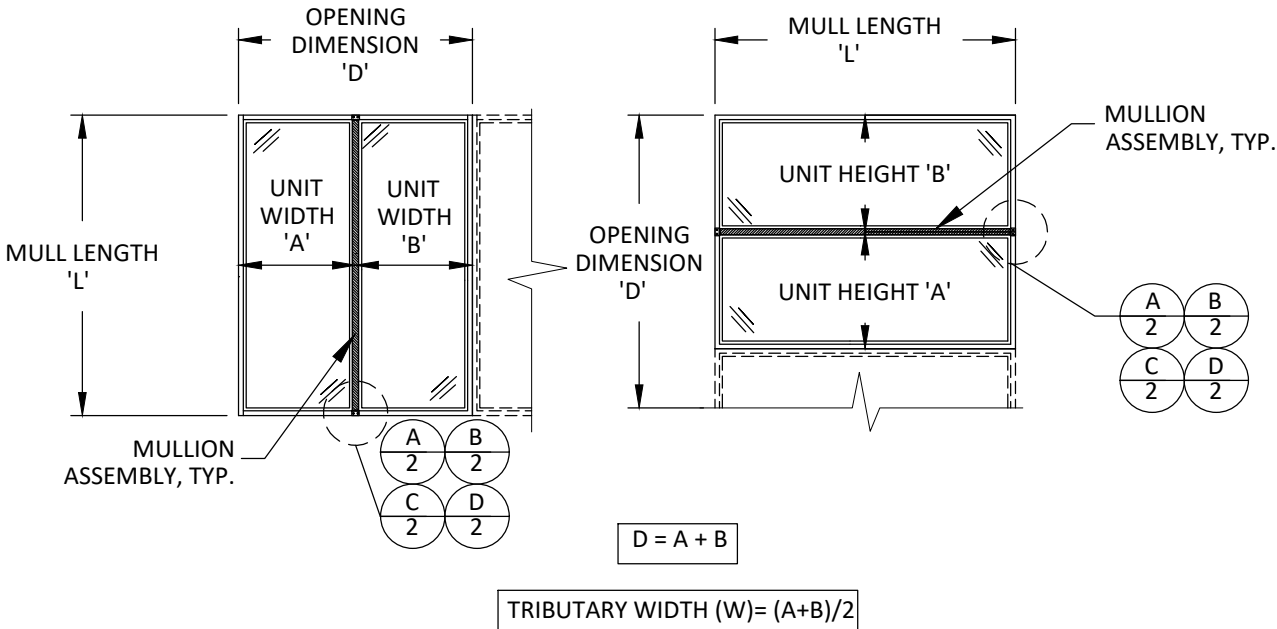 OPENING
DIMENSION
'D'
MULL LENGTH
'L'
UNIT
WIDTH
'A'
UNIT
WIDTH
'B'
MULLION
ASSEMBLY, TYP.
A
2
B
2
C
2
D
2
MULL LENGTH
'L'
MULLION
ASSEMBLY, TYP.
UNIT HEIGHT 'B'
OPENING
DIMENSION
'D'
UNIT HEIGHT 'A'
A
2
B
2
C
2
D
2
D = A + B
TRIBUTARY WIDTH (W)= (A+B)/2